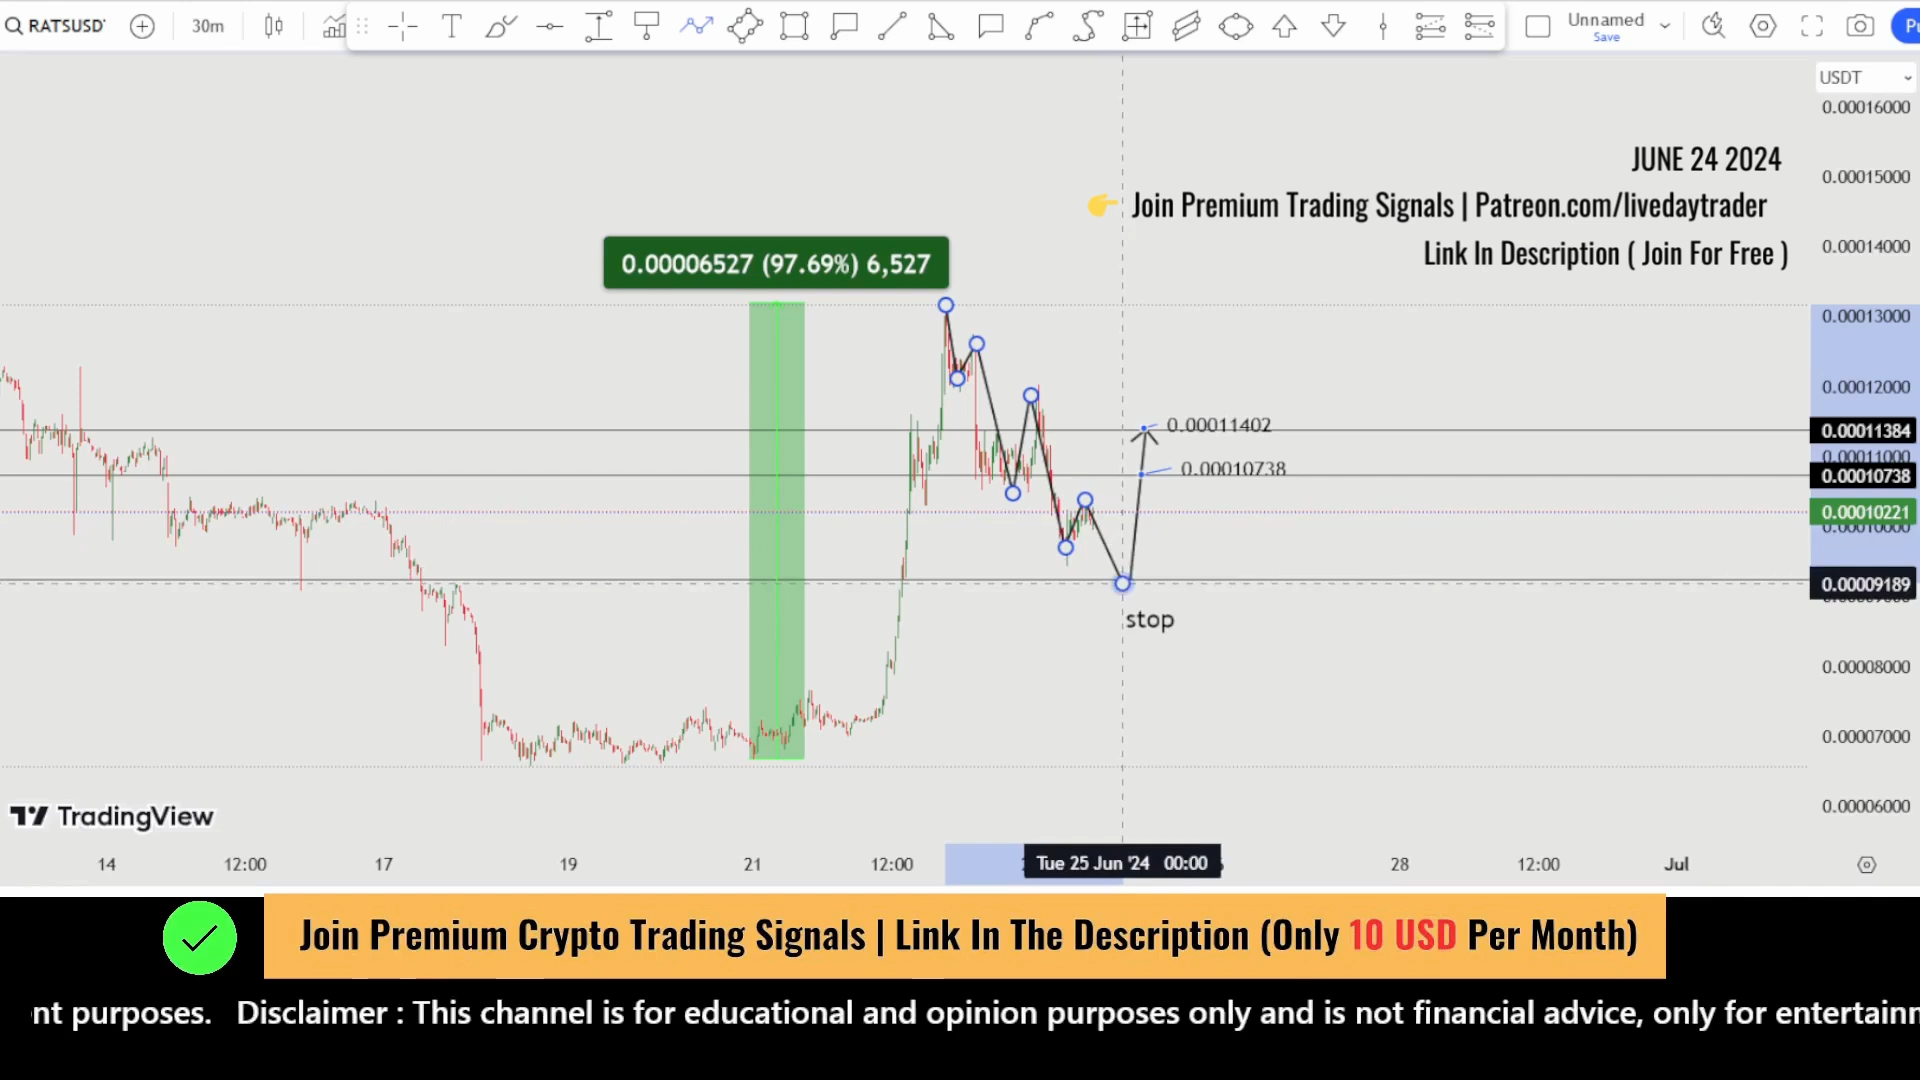 RATSUSD'
30m
Unnamed
Save
Pu
USDT
0.00016000
JUNE 24 2024
0.00015000
👉 Join Premium Trading Signals | Patreon.com/livedaytrader
0.00014000
Link In Description ( Join For Free )
0.00006527 (97.69%) 6,527
0.00013000
0.00012000
0.00011402
0.00011384
0.00011000
0.00010738
0.00010738
0.00010221
0.00010000
0.00009189
stop
0.00008000
0.00007000
0.00006000
TradingView
14 12:00 17 19 21 12:00 Tue 25 Jun '24 00:00 28 12:00 Jul
Join Premium Crypto Trading Signals | Link In The Description (Only 10 USD Per Month)
nt purposes. Disclaimer : This channel is for educational and opinion purposes only and is not financial advice, only for entertainn